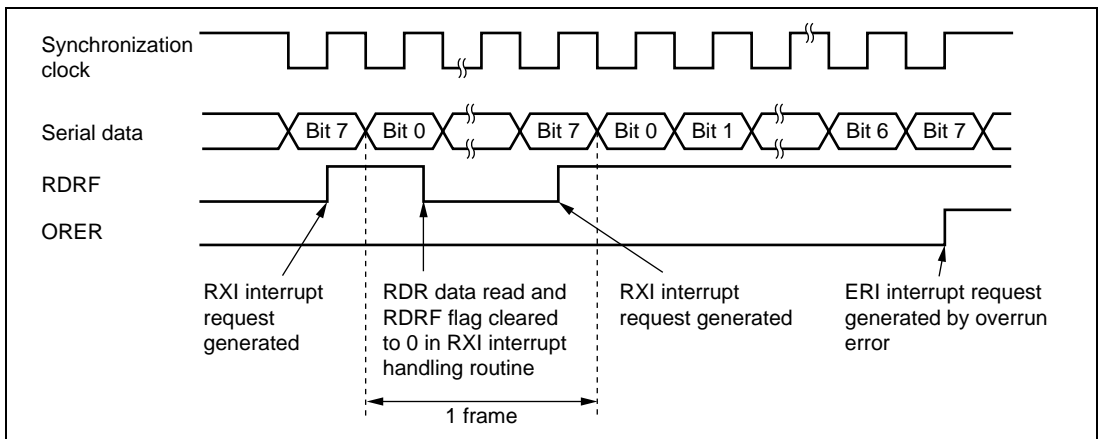 Synchronization
clock
Serial data
Bit 7
Bit 0
Bit 7
Bit 0
Bit 1
Bit 6
Bit 7
RDRF
ORER
RXI interrupt
request
generated
RDR data read and
RDRF flag cleared
to 0 in RXI interrupt
handling routine
RXI interrupt
request generated
ERI interrupt request
generated by overrun
error
1 frame